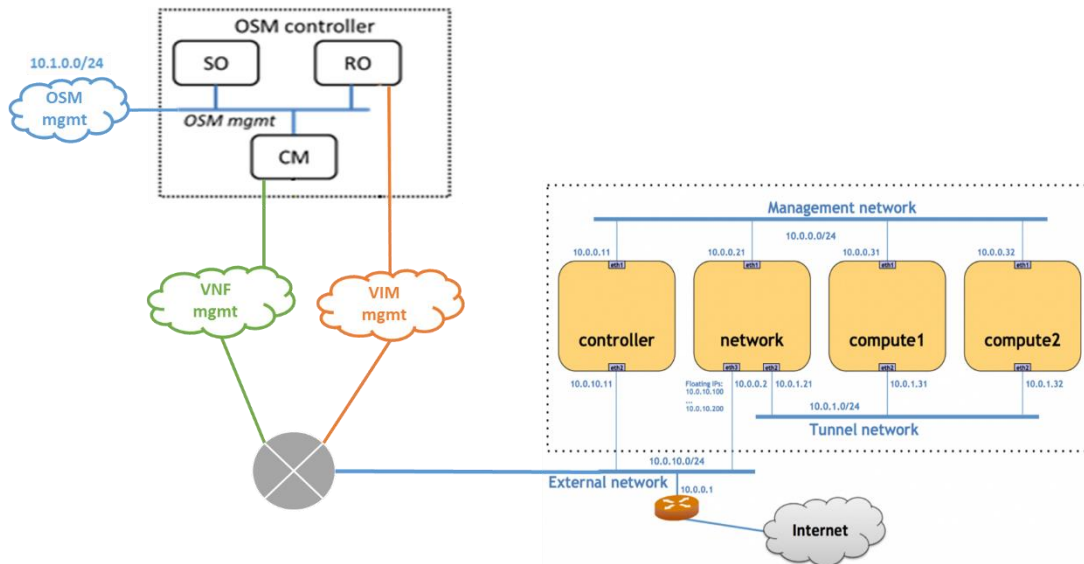 OSM controller
SO
RO
10.1.0.0/24
OSM
mgmt
OSM mgmt
CM
VNF
mgmt
VIM
mgmt
Management network
10.0.0.0/24
10.0.0.11
10.0.0.21
10.0.0.31
10.0.0.32
eth1
eth1
eth1
eth1
controller
network
compute1
compute2
eth2
eth3
eth2
eth2
eth2
10.0.10.11
Floating IPs:
10.0.10.100
...
10.0.10.200
10.0.0.2
10.0.1.21
10.0.1.31
10.0.1.32
10.0.1.0/24
Tunnel network
10.0.10.0/24
External network
10.0.0.1
Internet